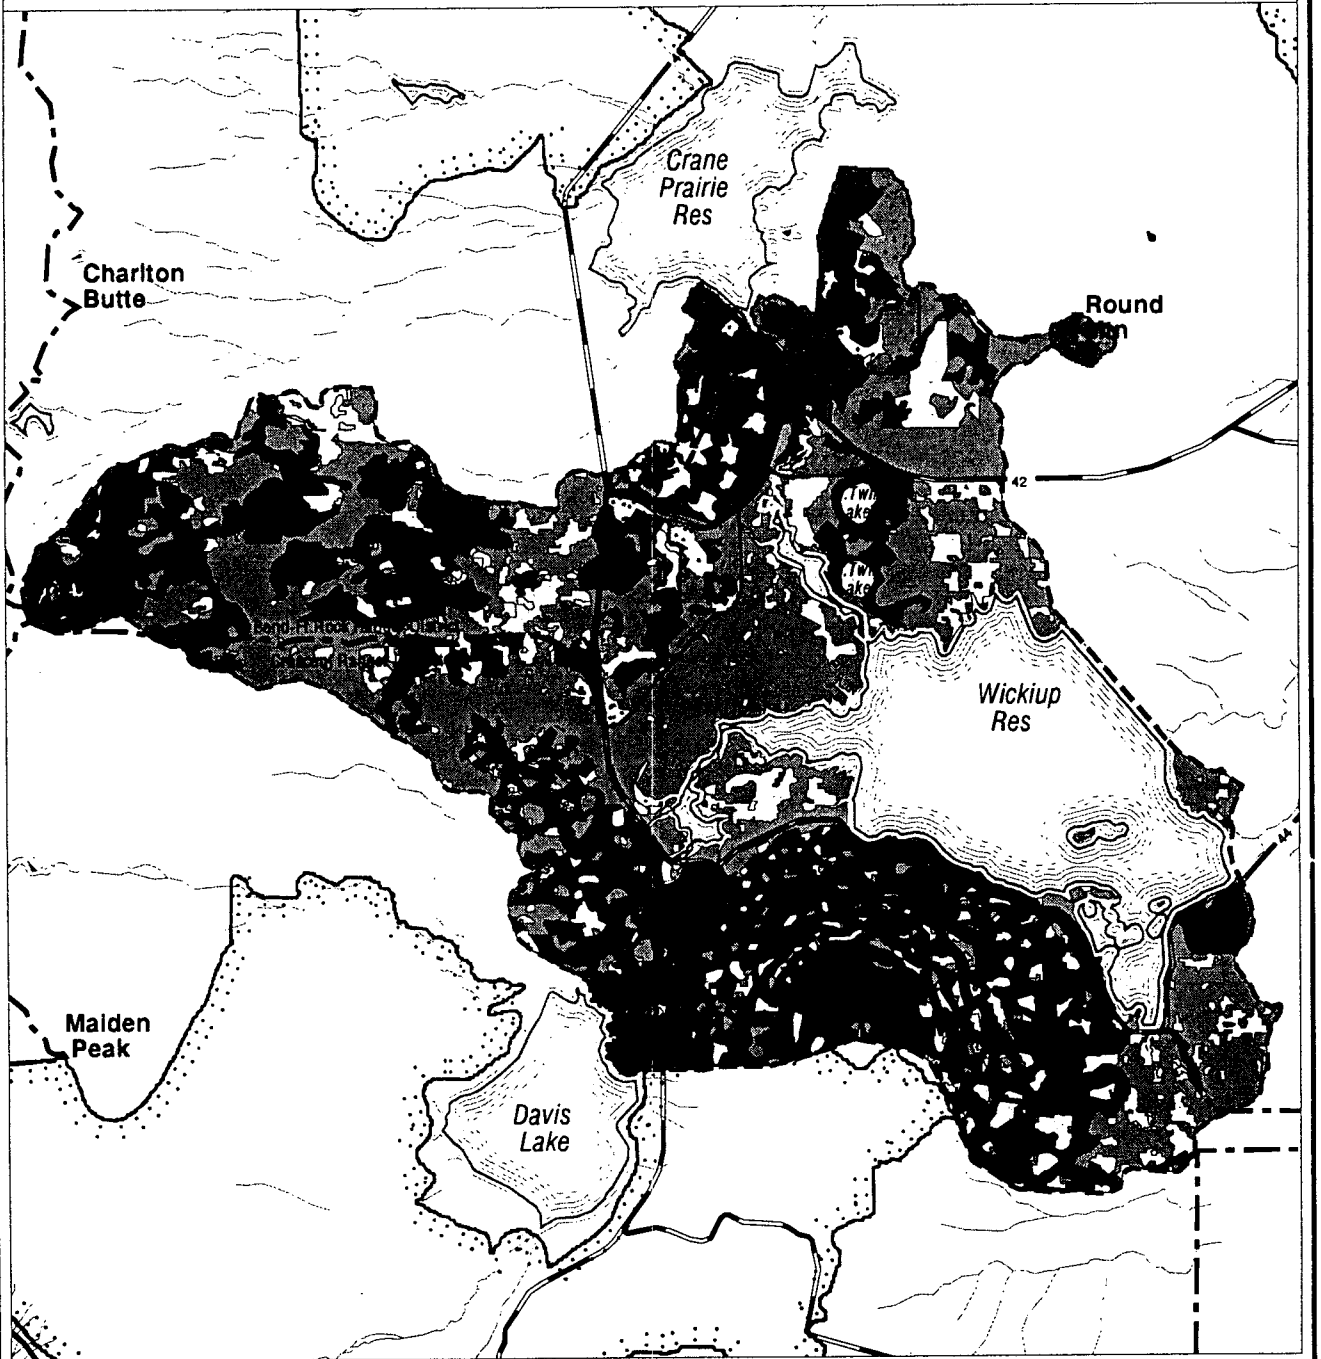 Crane
Prairie
Res
Charlton
Butte
Round
42
Wickiup
Res
44
Maiden
Peak
Davis
Lake